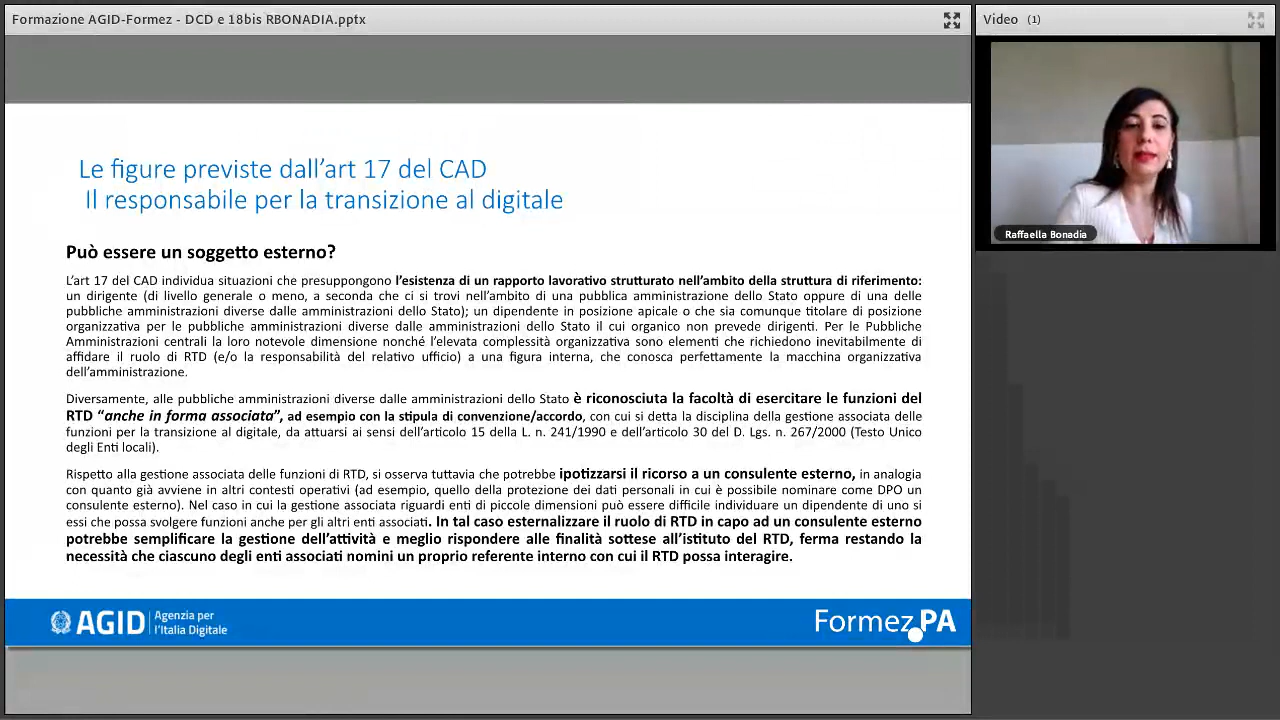 Formazione AGID-Formez - DCD e 18bis RBONADIA.pptx
Video (1)
Raffaella Bonadia
Le figure previste dall'art 17 del CAD
Il responsabile per la transizione al digitale
Può essere un soggetto esterno?
L'art 17 del CAD individua situazioni che presuppongono l'esistenza di un rapporto lavorativo strutturato nell'ambito della struttura di riferimento:
un dirigente (di livello generale o meno, a seconda che ci si trovi nell'ambito di una pubblica amministrazione dello Stato oppure di una delle
pubbliche amministrazioni diverse dalle amministrazioni dello Stato); un dipendente in posizione apicale o che sia comunque titolare di posizione
organizzativa per le pubbliche amministrazioni diverse dalle amministrazioni dello Stato il cui organico non prevede dirigenti. Per le Pubbliche
Amministrazioni centrali la loro notevole dimensione nonché l'elevata complessità organizzativa sono elementi che richiedono inevitabilmente di
affidare il ruolo di RTD (e/o la responsabilità del relativo ufficio) a una figura interna, che conosca perfettamente la macchina organizzativa
dell'amministrazione.
Diversamente, alle pubbliche amministrazioni diverse dalle amministrazioni dello Stato è riconosciuta la facoltà di esercitare le funzioni del
RTD "anche in forma associata", ad esempio con la stipula di convenzione/accordo, con cui si detta la disciplina della gestione associata delle
funzioni per la transizione al digitale, da attuarsi ai sensi dell'articolo 15 della L. n. 241/1990 e dell'articolo 30 del D. Lgs. n. 267/2000 (Testo Unico
degli Enti locali).
Rispetto alla gestione associata delle funzioni di RTD, si osserva tuttavia che potrebbe ipotizzarsi il ricorso a un consulente esterno, in analogia
con quanto già avviene in altri contesti operativi (ad esempio, quello della protezione dei dati personali in cui è possibile nominare come DPO un
consulente esterno). Nel caso in cui la gestione associata riguardi enti di piccole dimensioni può essere difficile individuare un dipendente di uno si
essi che possa svolgere funzioni anche per gli altri enti associati. In tal caso esternalizzare il ruolo di RTD in capo ad un consulente esterno
potrebbe semplificare la gestione dell'attività e meglio rispondere alle finalità sottese all'istituto del RTD, ferma restando la
necessità che ciascuno degli enti associati nomini un proprio referente interno con cui il RTD possa interagire.
AGID Agenzia per
l'Italia Digitale
Formez PA